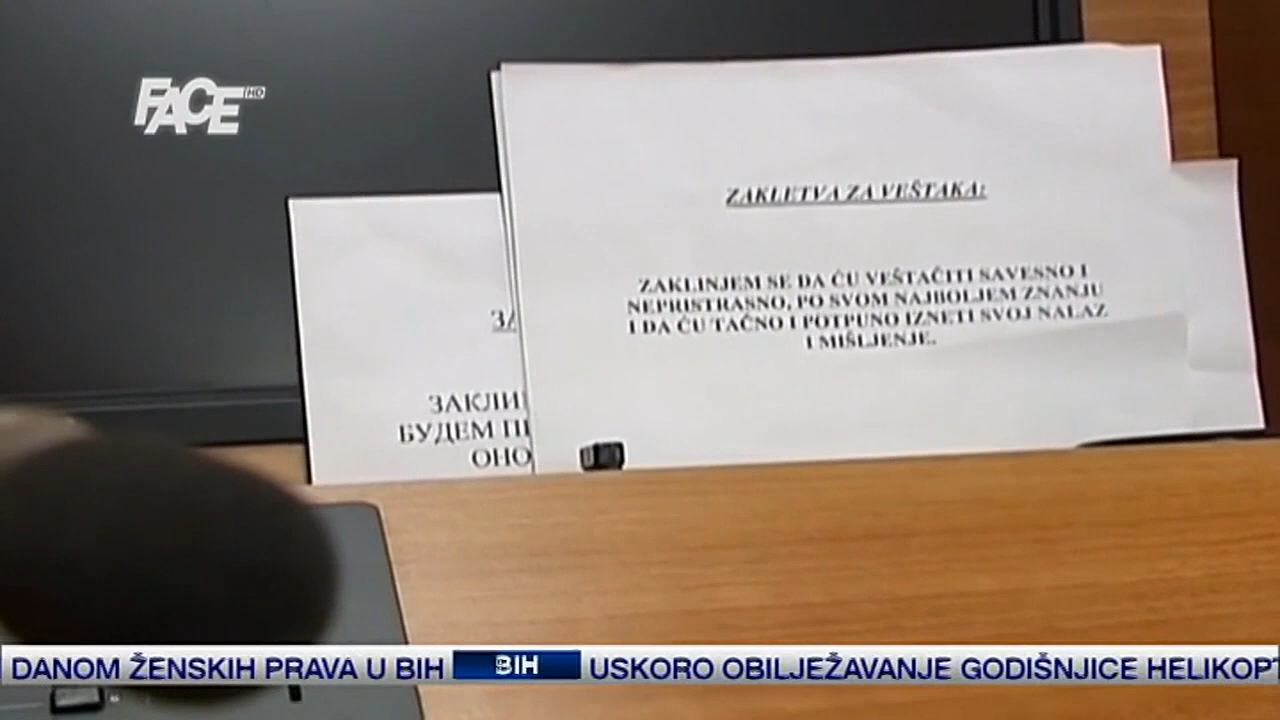 FACE HD
ZAKLETVA ZA VEŠTAKA:
ZAKLINJEM SE DA ĆU VEŠTAČITI SAVESNO I
NEPRISTRASNO, PO SVOM NAJBOLJEM ZNANJU
I DA ĆU TAČNO I POTPUNO IZNETI SVOJ NALAZ
I MIŠLJENJE.
ЗА
ЗАКЛИ
БУДЕМ
ОНО
DANOM ŽENSKIH PRAVA U BIH BIH USKORO OBILJEŽAVANJE GODIŠNJICE HELIKOPT